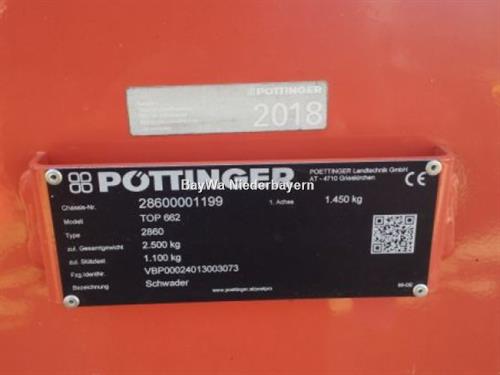 PÖTTINGER
2018
BayWa Niederbayern
PÖTTINGER
POETTINGER Landtechnik GmbH
AT - 4710 Grieskirchen
CE
Chassis-Nr. 28600001199 1. Achse 1.450 kg
Modell TOP 662
Type 2860
zul. Gesamtgewicht 2.500 kg
zul. Stützlast 1.100 kg
Fzg.Identnr. VBP00024013003073
Bezeichnung Schwader